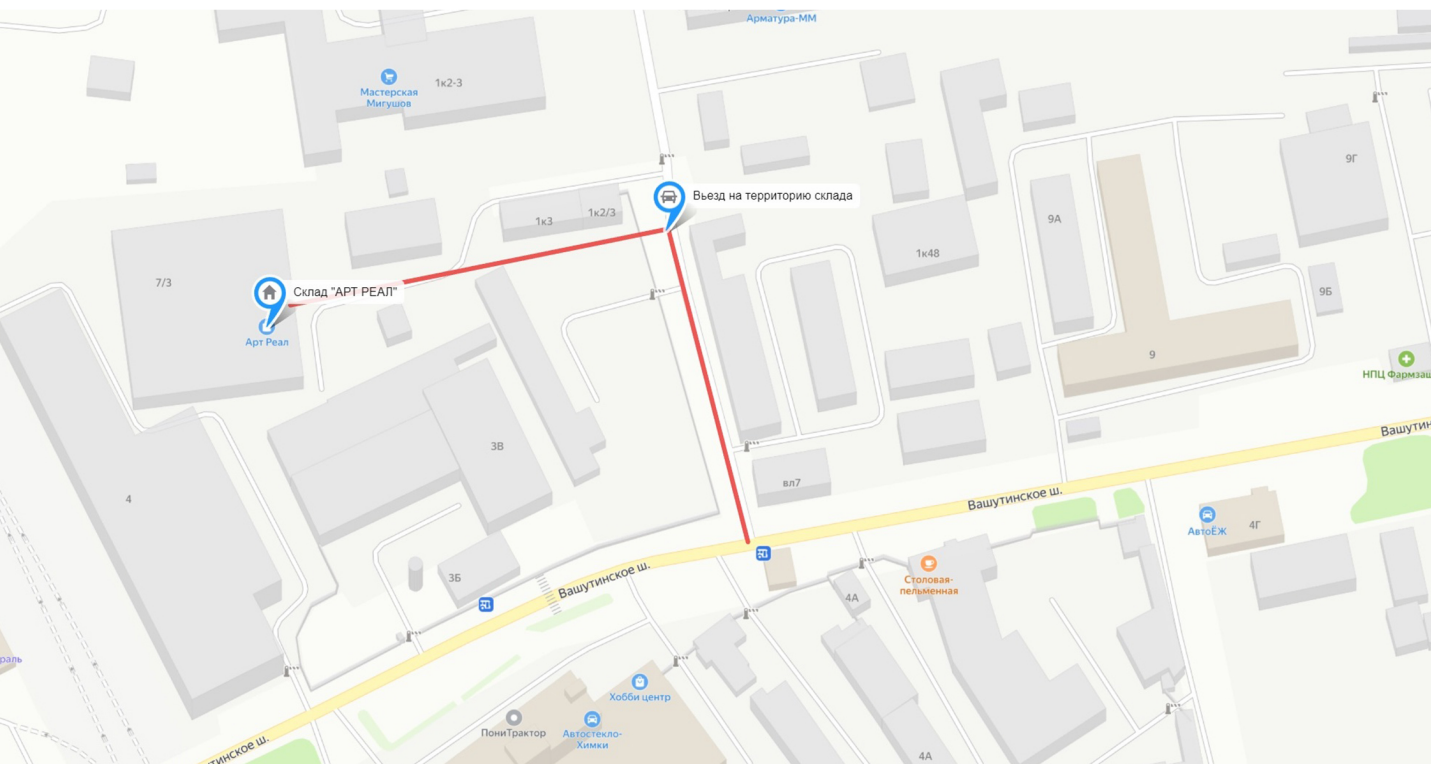 Арматура-ММ
1к2-3
Мастерская
Мигушов
9Г
Вьезд на территорию склада
1к2/3
1к3
9А
1к48
7/3
Склад "АРТ РЕАЛ"
9Б
Арт Реал
9
НПЦ Фармзащ
Вашутин
3В
вл7
4
Вашутинское ш.
АвтоЁЖ
4Г
Вашутинское ш.
3Б
Столовая-
пельменная
4А
раль
Хобби центр
ПониТрактор
Автостекло-
Химки
4А
тинское ш.